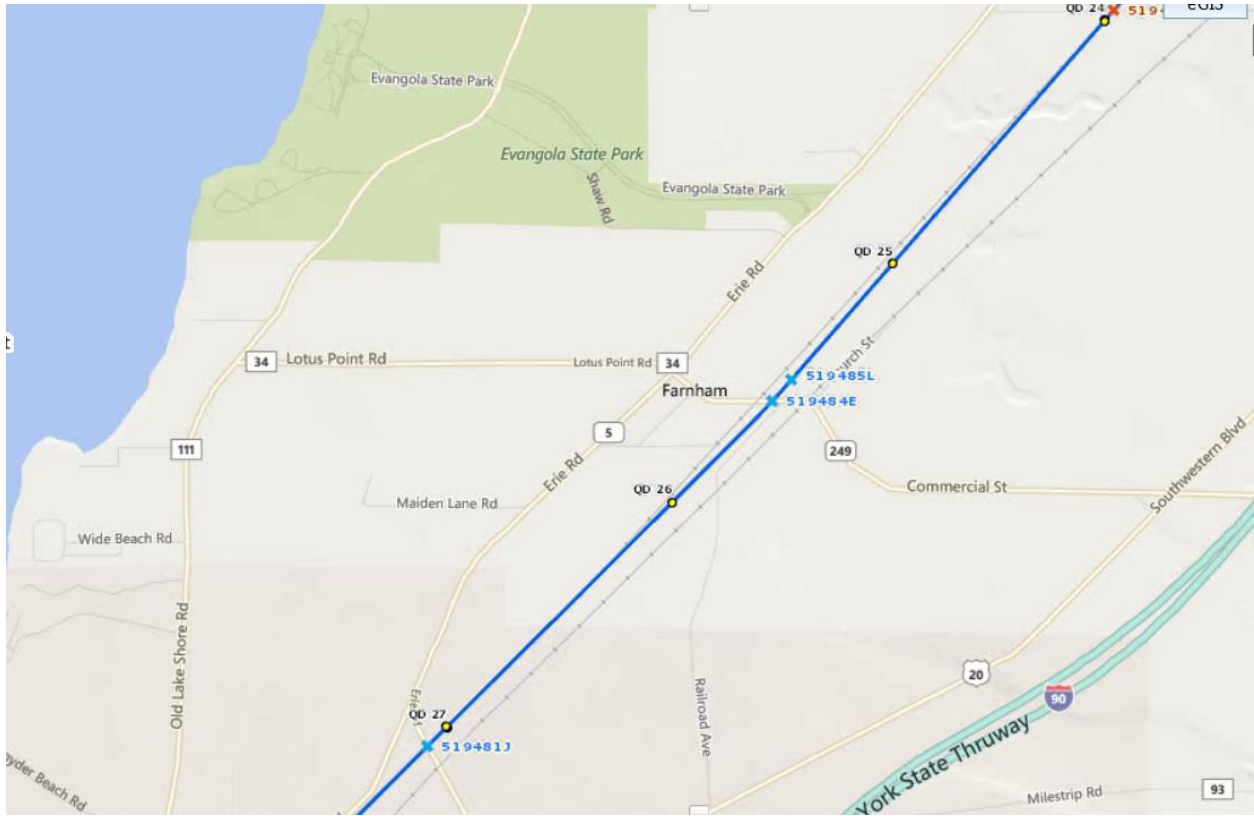 QD 24
519
eGIS
Evangola State Park
Evangola State Park
Shaw Rd
Evangola State Park
QD 25
Erie Rd
t
34
Lotus Point Rd
Lotus Point Rd
34
519485L
Farnham
519484E
5
111
249
Erie Rd
QD 26
Commercial St
Southwestern Blvd
Maiden Lane Rd
Wide Beach Rd
Old Lake Shore Rd
20
90
Railroad Ave
QD 27
519481J
York State Thruway
Milestrip Rd
93